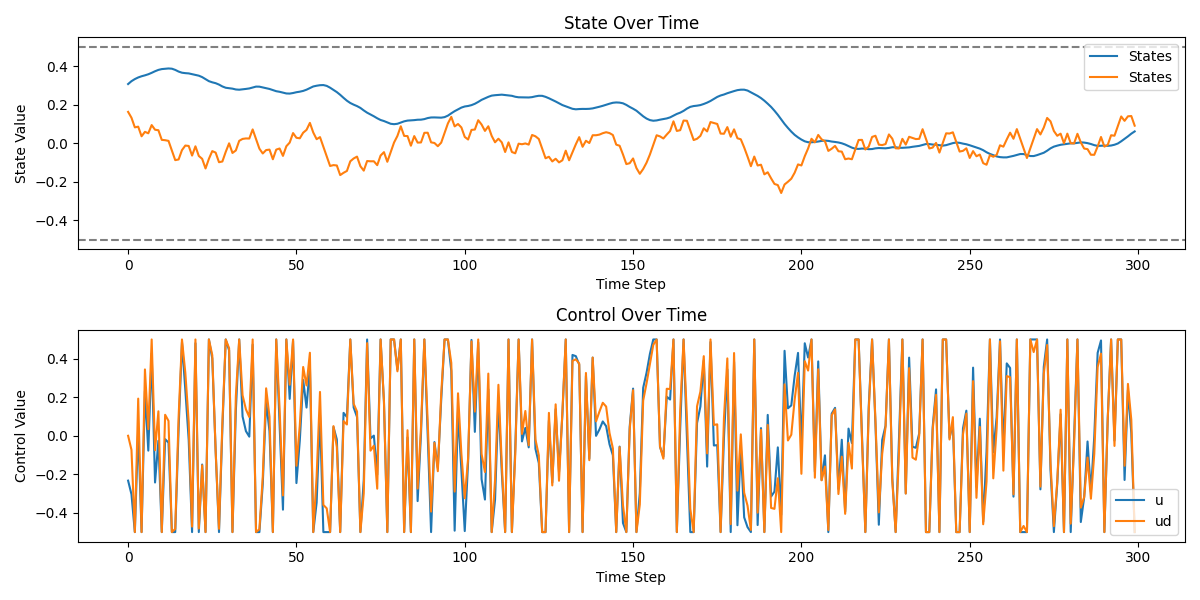 State Over Time
State Value
0.4
0.2
0.0
−0.2
−0.4
States
States
0
50
100
150
200
250
300
Time Step
Control Over Time
Control Value
0.4
0.2
0.0
−0.2
−0.4
u
ud
0
50
100
150
200
250
300
Time Step